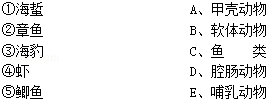 ①海蜇 A、甲壳动物
②章鱼 B、软体动物
③海豹 C、鱼 类
④虾 D、腔肠动物
⑤鲫鱼 E、哺乳动物